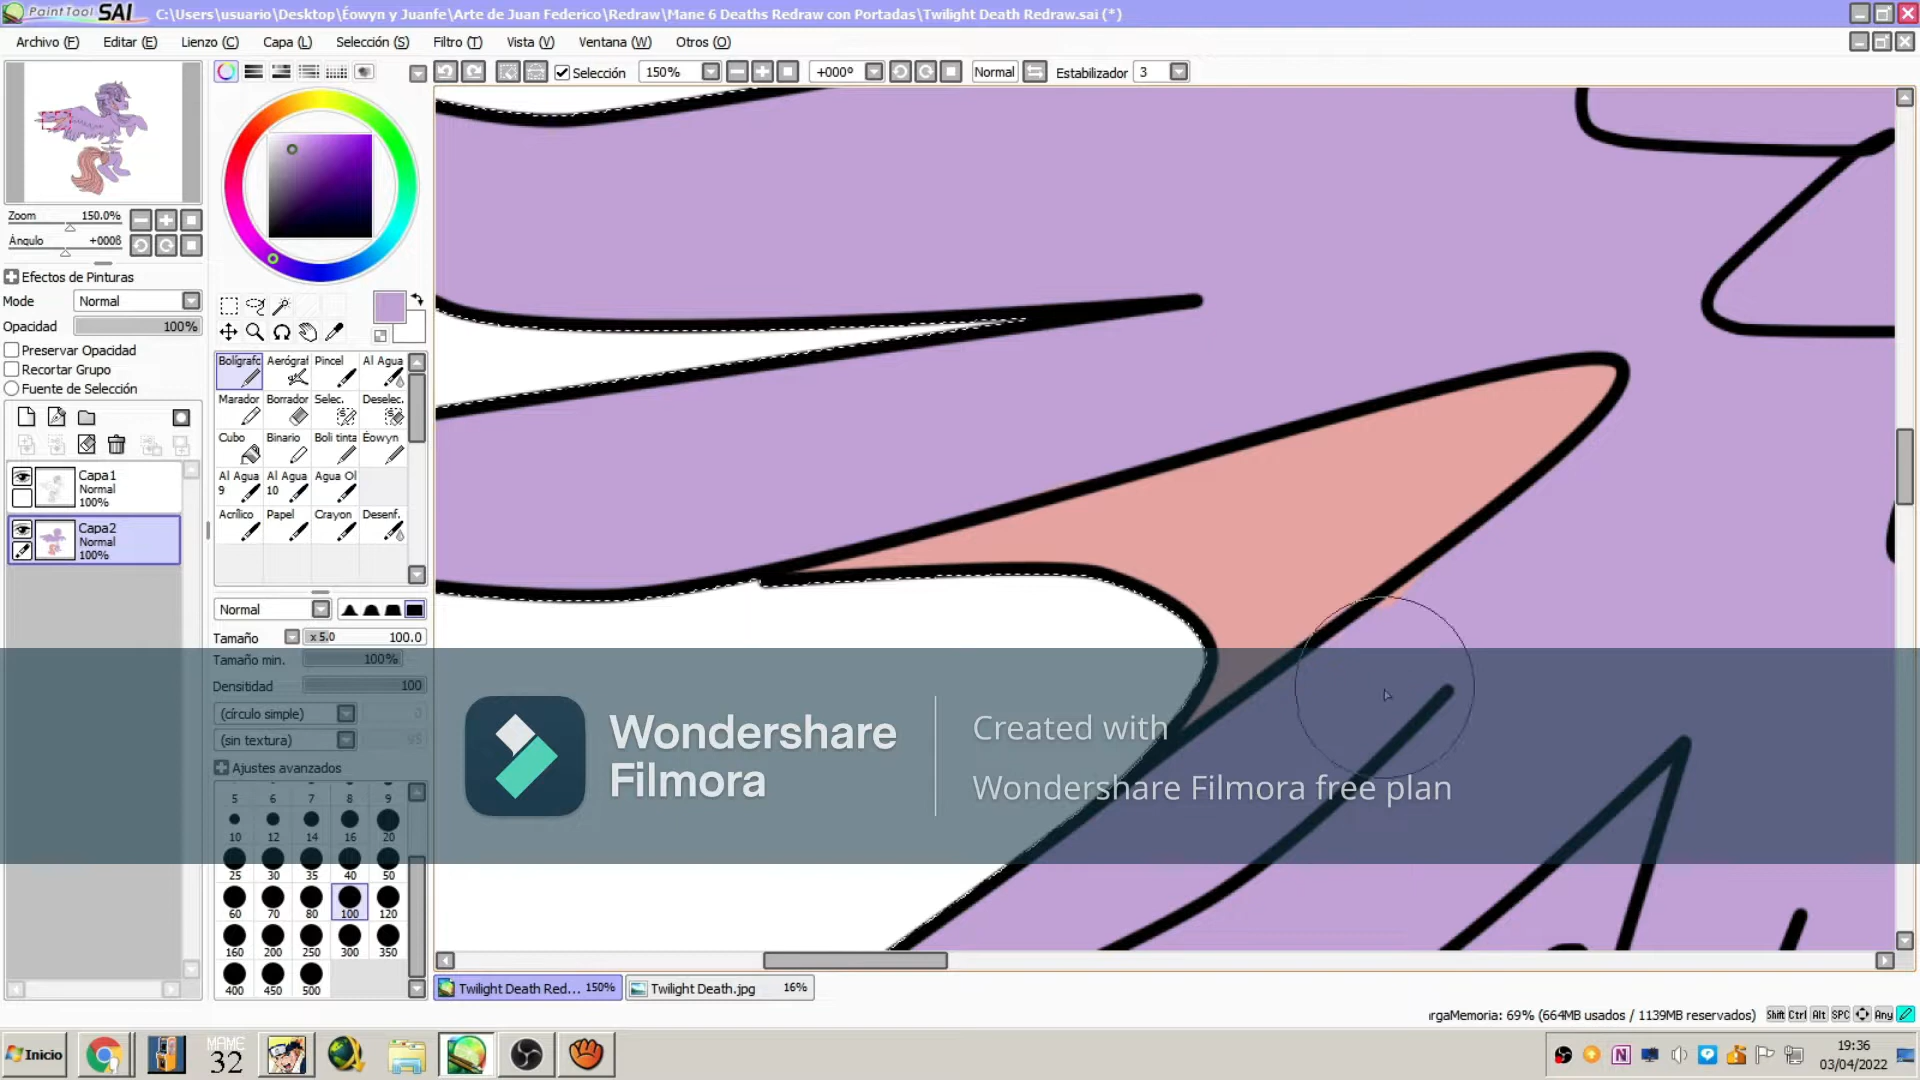 PaintTool SAI C:\Users\usuario\Desktop\Éowyn y Juanfe\Arte de Juan Federico\Redraw\Mane 6 Deaths Redraw con Portadas\Twilight Death Redraw.sai (*)
Archivo (F) Editar (E) Lienzo (C) Capa (L) Selección (S) Filtro (T) Vista (V) Ventana (W) Otros (O)
Selección 150% +000° Normal Estabilizador 3
Zoom 150.0%
Ángulo +000ß
Efectos de Pinturas
Mode Normal
Opacidad 100%
Preservar Opacidad
Recortar Grupo
Fuente de Selección
Capa1
Normal
100%
Capa2
Normal
100%
Bolígrafc Aerógraf Pincel Al Agua
Marador Borrador Selec. Deselec.
Cubo Binario Boli tinta Éowyn
Al Agua 9 Al Agua 10 Agua Ol
Acrílico Papel Crayon Desenf.
Normal
Tamaño x 5.0 100.0
Tamaño min. 100%
Densitidad 100
(círculo simple) 0
(sin textura) 95
Ajustes avanzados
5 6 7 8 9
10 12 14 16 20
25 30 35 40 50
60 70 80 100 120
160 200 250 300 350
400 450 500
Wondershare
Filmora
Created with
Wondershare Filmora free plan
Twilight Death Red... 150% Twilight Death.jpg 16%
rgaMemoria: 69% (664MB usados / 1139MB reservados) Shift Ctrl Alt SPC Any
Inicio MAME 32 19:36
03/04/2022